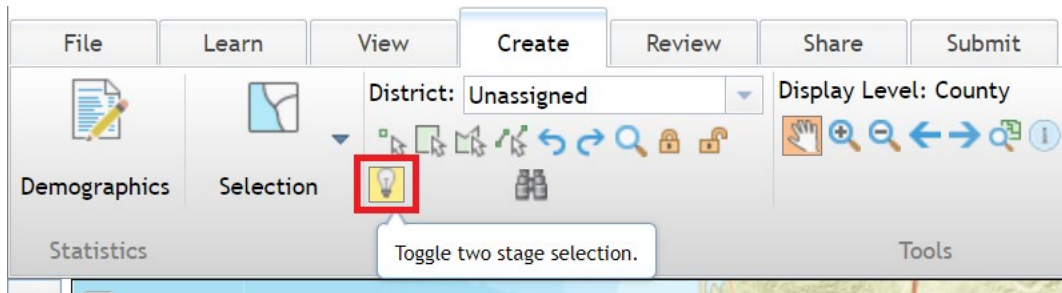 File Learn View Create Review Share Submit
District: Unassigned
Display Level: County
Demographics
Selection
Statistics
Toggle two stage selection.
Tools